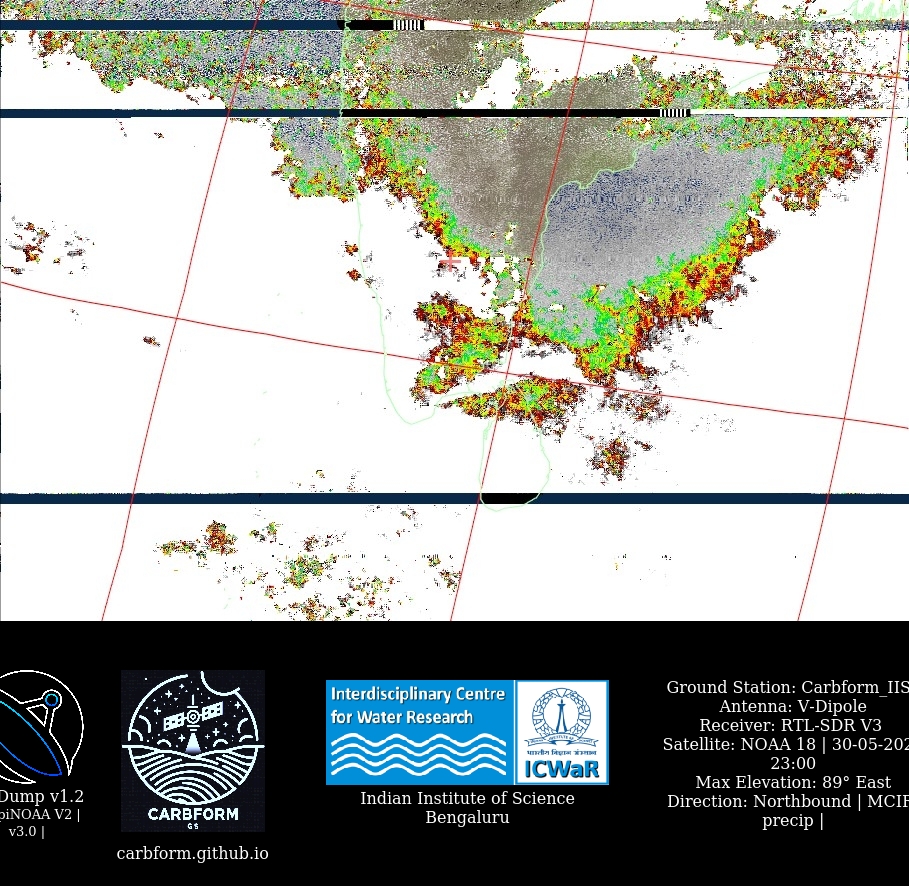 Dump v1.2
piNOAA V2 |
v3.0 |
CARBFORM
GS
carbform.github.io
Interdisciplinary Centre
for Water Research
भारतीय विज्ञान संस्थान
ICWaR
Indian Institute of Science
Bengaluru
Ground Station: Carbform_IIS
Antenna: V-Dipole
Receiver: RTL-SDR V3
Satellite: NOAA 18 | 30-05-202
23:00
Max Elevation: 89° East
Direction: Northbound | MCIR
precip |